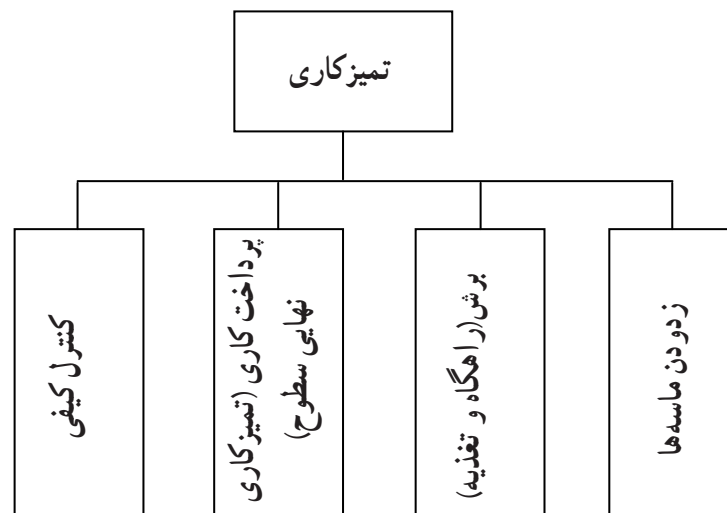 تمیزکاری
زدودن ماسه‌ها
برش(راهگاه و تغذیه)
پرداخت کاری (تمیزکاری
نهایی سطوح)
کنترل کیفی